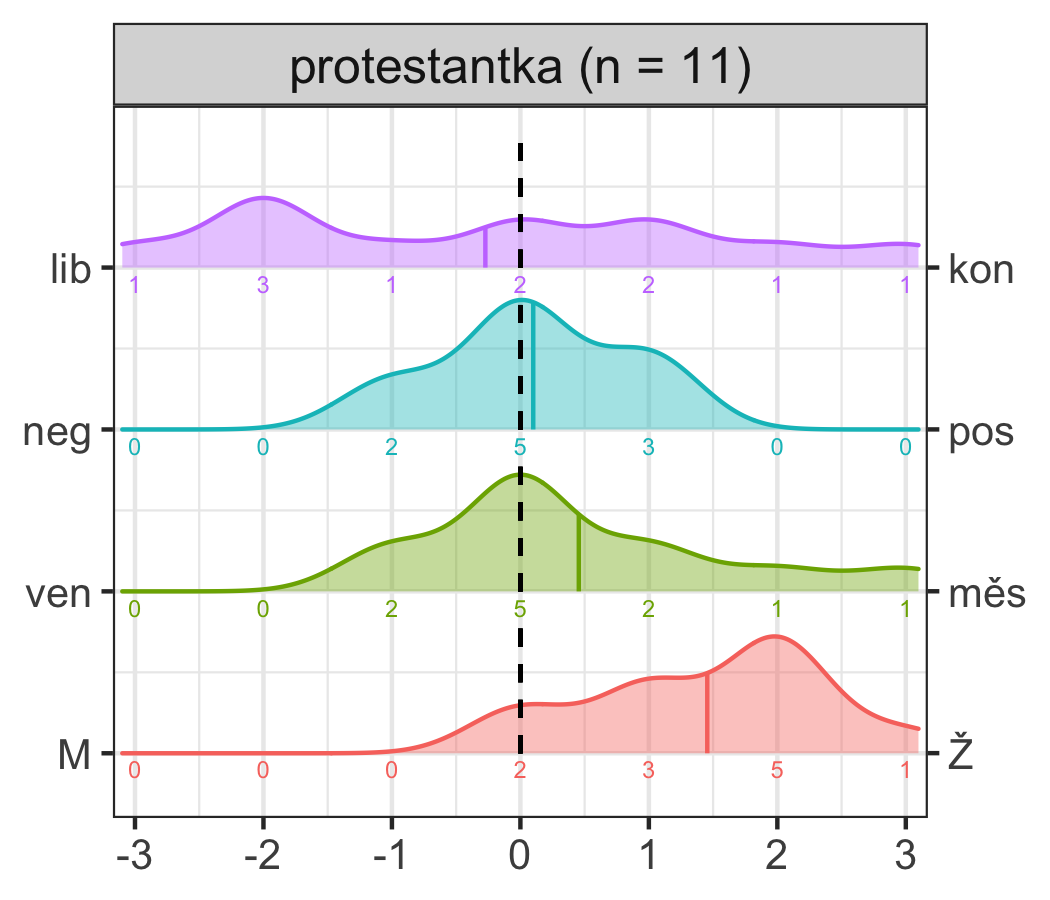 protestantka (n = 11)
lib kon
1 3 1 2 2 1 1
neg pos
0 0 2 5 3 0 0
ven měs
0 0 2 5 2 1 1
M Ž
0 0 0 2 3 5 1
-3 -2 -1 0 1 2 3